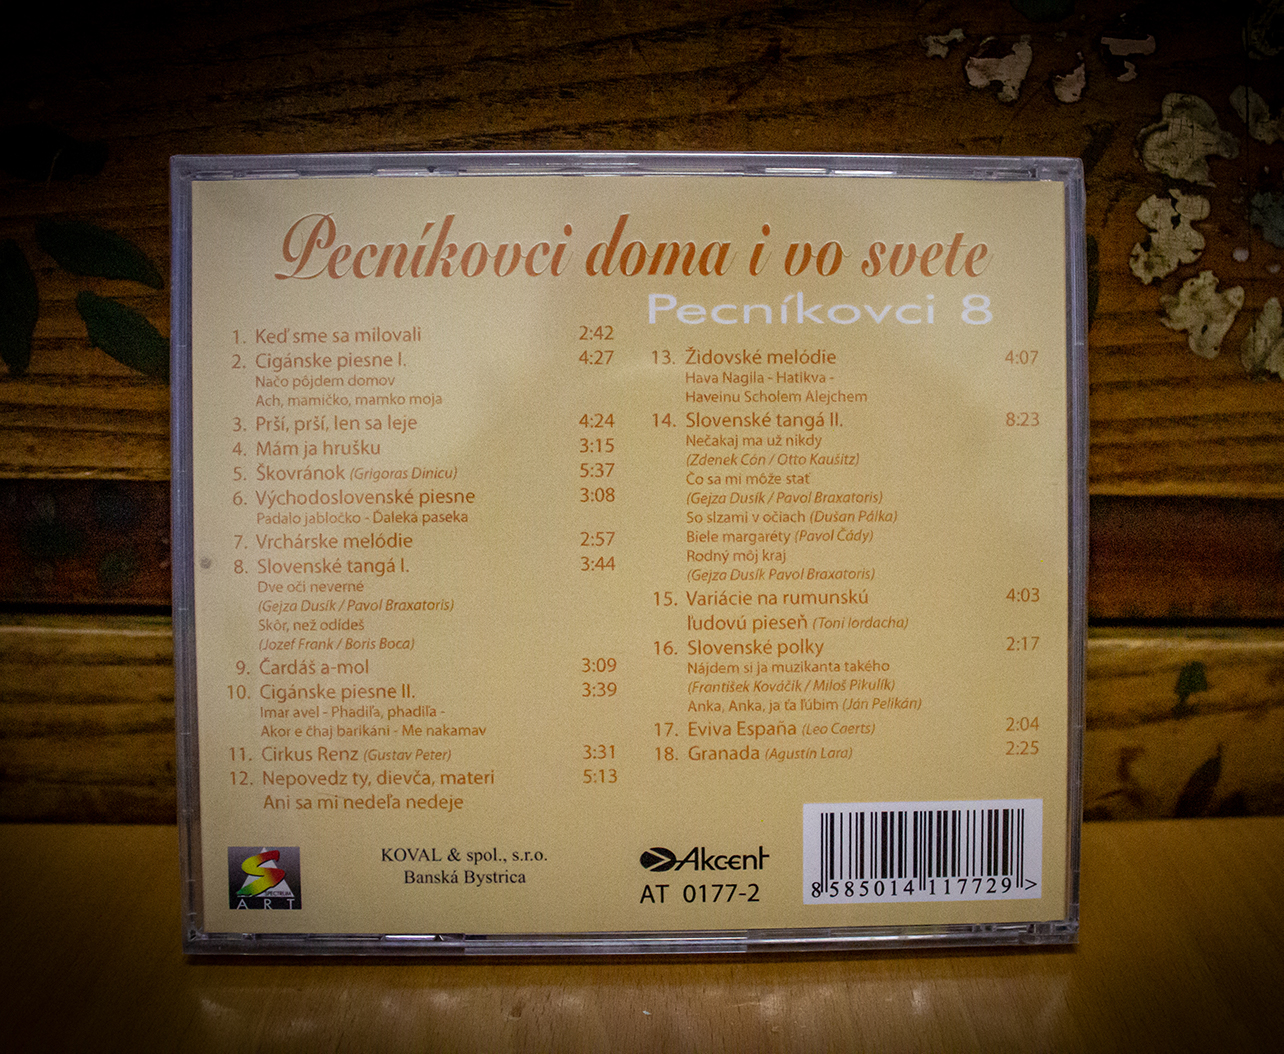 Pecníkovci doma i vo svete
Pecníkovci 8
1. Keď sme sa milovali 2:42
2. Cigánske piesne I. 4:27
Načo pôjdem domov
Ach, mamičko, mamko moja
3. Prší, prší, len sa leje 4:24
4. Mám ja hrušku 3:15
5. Škovránok (Grigoras Dinicu) 5:37
6. Východoslovenské piesne 3:08
Padalo jabločko - Ďaleká paseka
7. Vrchárske melódie 2:57
8. Slovenské tangá I. 3:44
Dve oči neverné
(Gejza Dusík / Pavol Braxatoris)
Skôr, než odídeš
(Jozef Frank / Boris Boca)
9. Čardáš a-mol 3:09
10. Cigánske piesne II. 3:39
Imar avel - Phadiľa, phadiľa -
Akor e čhaj barikáni - Me nakamav
11. Cirkus Renz (Gustav Peter) 3:31
12. Nepovedz ty, dievča, materi 5:13
Ani sa mi nedeľa nedeje
13. Židovské melódie 4:07
Hava Nagila - Hatikva -
Haveinu Scholem Alejchem
14. Slovenské tangá II. 8:23
Nečakaj ma už nikdy
(Zdenek Cón / Otto Kaušitz)
Čo sa mi môže stať
(Gejza Dusík / Pavol Braxatoris)
So slzami v očiach (Dušan Pálka)
Biele margaréty (Pavol Čády)
Rodný môj kraj
(Gejza Dusík Pavol Braxatoris)
15. Variácie na rumunskú 4:03
ľudovú pieseň (Toni Iordacha)
16. Slovenské polky 2:17
Nájdem si ja muzikanta takého
(František Kováčik / Miloš Pikulík)
Anka, Anka, ja ťa ľúbim (Ján Pelikán)
17. Eviva España (Leo Caerts) 2:04
18. Granada (Agustín Lara) 2:25
SPECTRUM
ART
KOVAL & spol., s.r.o.
Banská Bystrica
Akcent
AT 0177-2
8 585014 117729 >